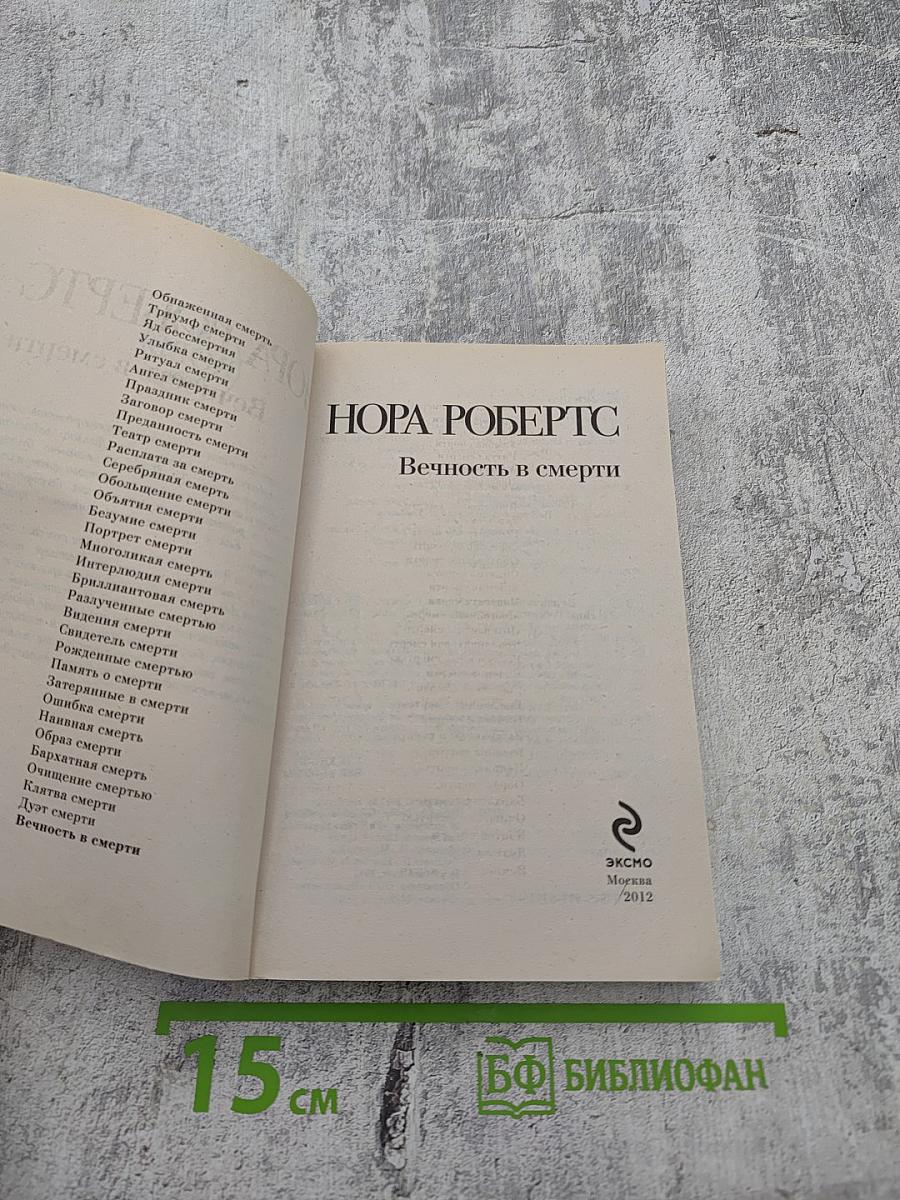 Обнаженная смерть
Триумф смерти
Яд бессмертия
Улыбка смерти
Ритуал смерти
Ангел смерти
Праздник смерти
Заговор смерти
Преданность смерти
Театр смерти
Расплата за смерть
Серебряная смерть
Обольщение смерти
Объятия смерти
Безумие смерти
Портрет смерти
Многоликая смерть
Интерлюдия смерти
Бриллиантовая смерть
Разлученные смертью
Видения смерти
Свидетель смерти
Рожденные смертью
Память о смерти
Затерянные в смерти
Ошибка смерти
Наивная смерть
Образ смерти
Бархатная смерть
Очищение смертью
Клятва смерти
Дуэт смерти
Вечность в смерти
НОРА РОБЕРТС
Вечность в смерти
ЭКСМО
Москва
2012
15 см
БФ БИБЛИОФАН